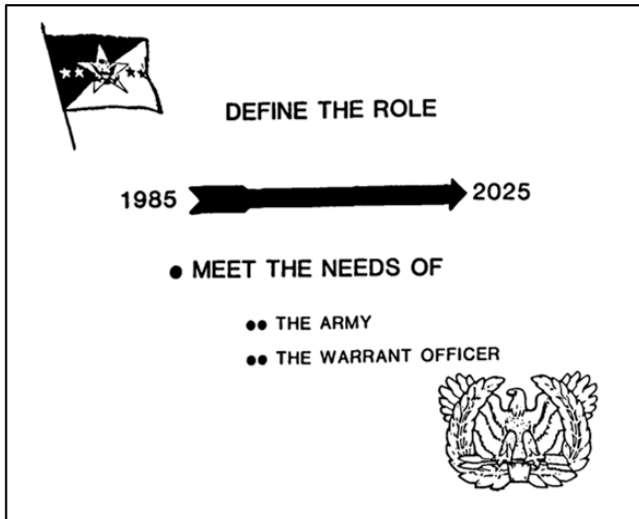 DEFINE THE ROLE
1985 2025
● MEET THE NEEDS OF
●● THE ARMY
●● THE WARRANT OFFICER